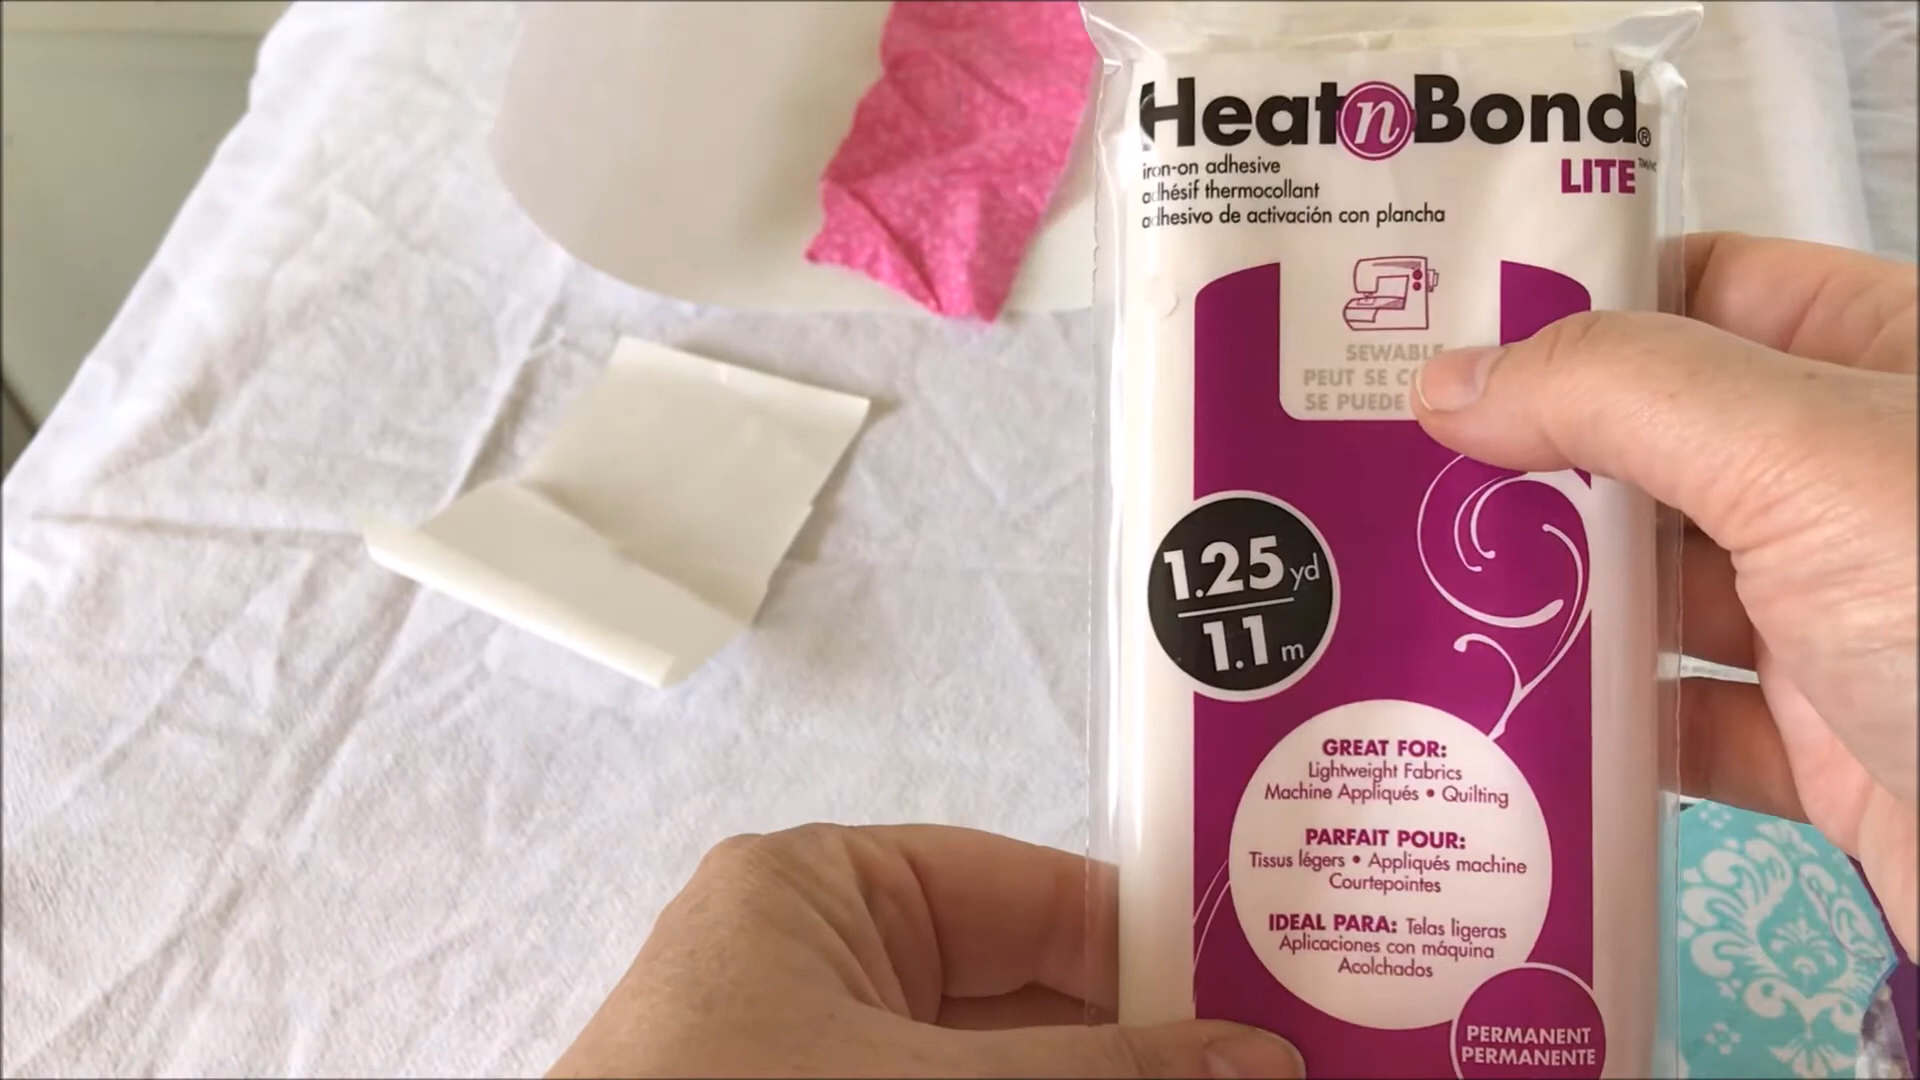 HeatnBond®
LITE
iron-on adhesive
adhésif thermocollant
adhesivo de activación con plancha
SEWABLE
PEUT SE
SE PUEDE
1.25 yd
1.1 m
GREAT FOR:
Lightweight Fabrics
Machine Appliqués • Quilting
PARFAIT POUR:
Tissus légers • Appliqués machine
Courtepointes
IDEAL PARA: Telas ligeras
Aplicaciones con máquina
Acolchados
PERMANENT
PERMANENTE